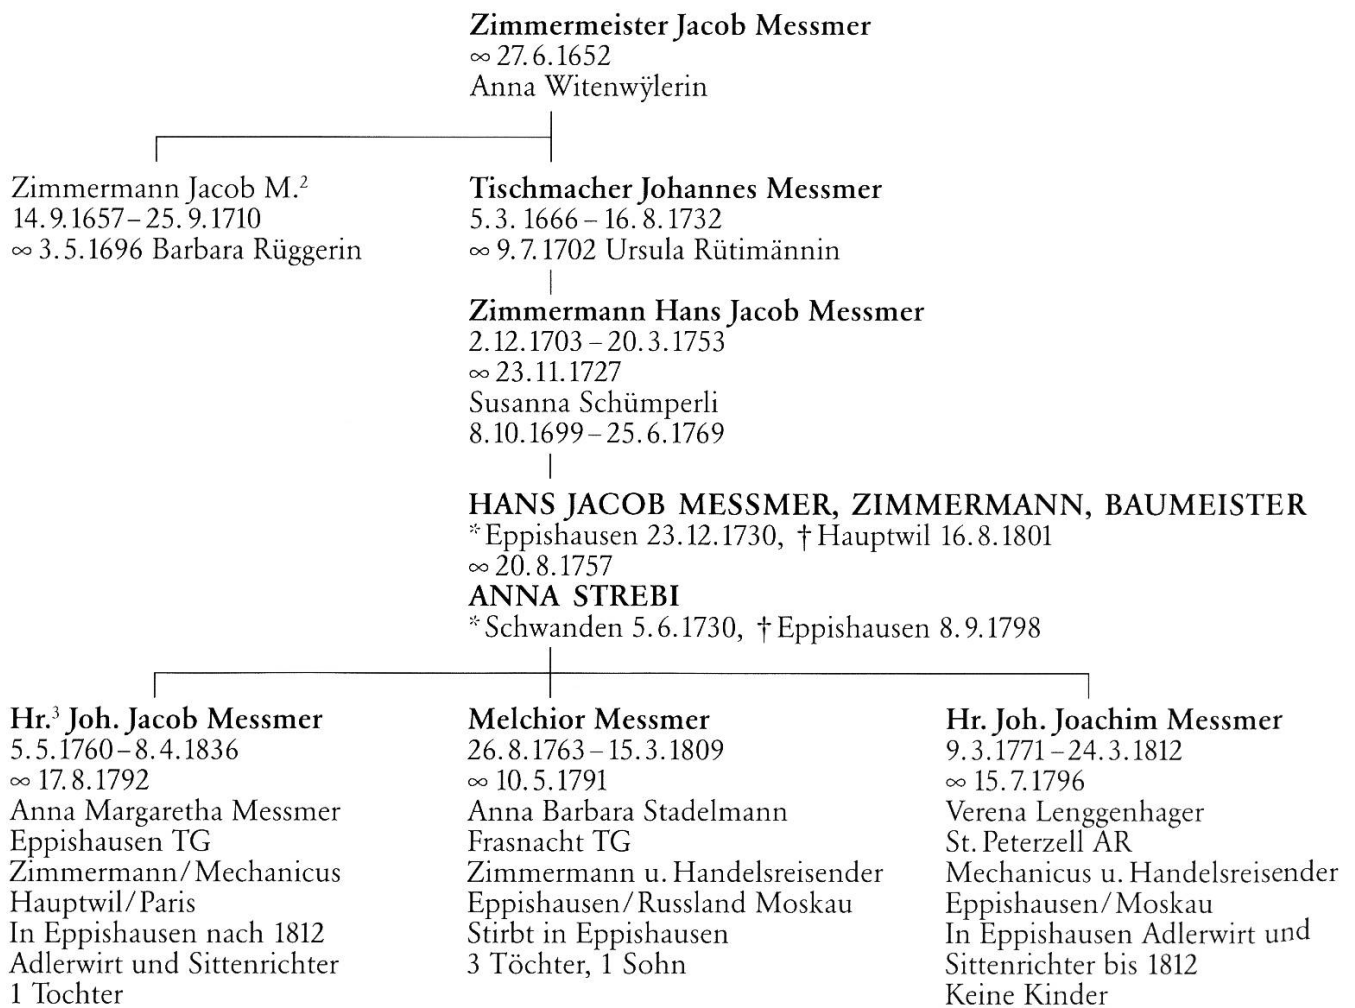 Zimmermeister Jacob Messmer
∞ 27.6.1652
Anna Witenwÿlerin
Zimmermann Jacob M.²
14.9.1657–25.9.1710
∞ 3.5.1696 Barbara Rüggerin
Tischmacher Johannes Messmer
5.3.1666–16.8.1732
∞ 9.7.1702 Ursula Rütimännin
Zimmermann Hans Jacob Messmer
2.12.1703–20.3.1753
∞ 23.11.1727
Susanna Schümperli
8.10.1699–25.6.1769
HANS JACOB MESSMER, ZIMMERMANN, BAUMEISTER
*Eppishausen 23.12.1730, †Hauptwil 16.8.1801
∞ 20.8.1757
ANNA STREBI
*Schwanden 5.6.1730, †Eppishausen 8.9.1798
Hr.³ Joh. Jacob Messmer
5.5.1760–8.4.1836
∞ 17.8.1792
Anna Margaretha Messmer
Eppishausen TG
Zimmermann/Mechanicus
Hauptwil/Paris
In Eppishausen nach 1812
Adlerwirt und Sittenrichter
1 Tochter
Melchior Messmer
26.8.1763–15.3.1809
∞ 10.5.1791
Anna Barbara Stadelmann
Frasnacht TG
Zimmermann u. Handelsreisender
Eppishausen/Russland Moskau
Stirbt in Eppishausen
3 Töchter, 1 Sohn
Hr. Joh. Joachim Messmer
9.3.1771–24.3.1812
∞ 15.7.1796
Verena Lenggenhager
St. Peterzell AR
Mechanicus u. Handelsreisender
Eppishausen/Moskau
In Eppishausen Adlerwirt und
Sittenrichter bis 1812
Keine Kinder